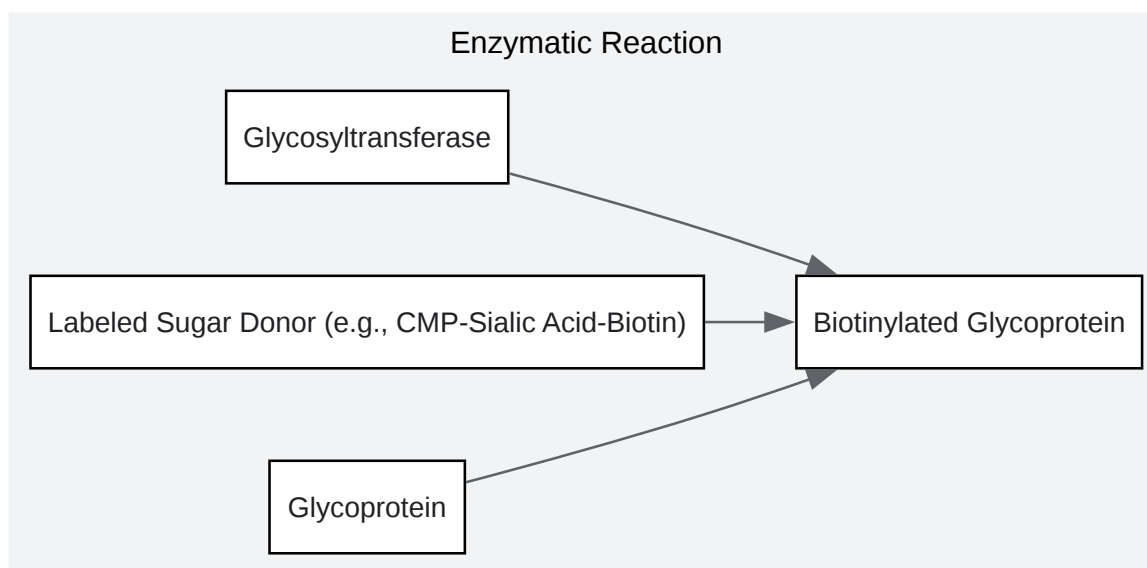 Enzymatic Reaction
Glycosyltransferase
Labeled Sugar Donor (e.g., CMP-Sialic Acid-Biotin)
Biotinylated Glycoprotein
Glycoprotein